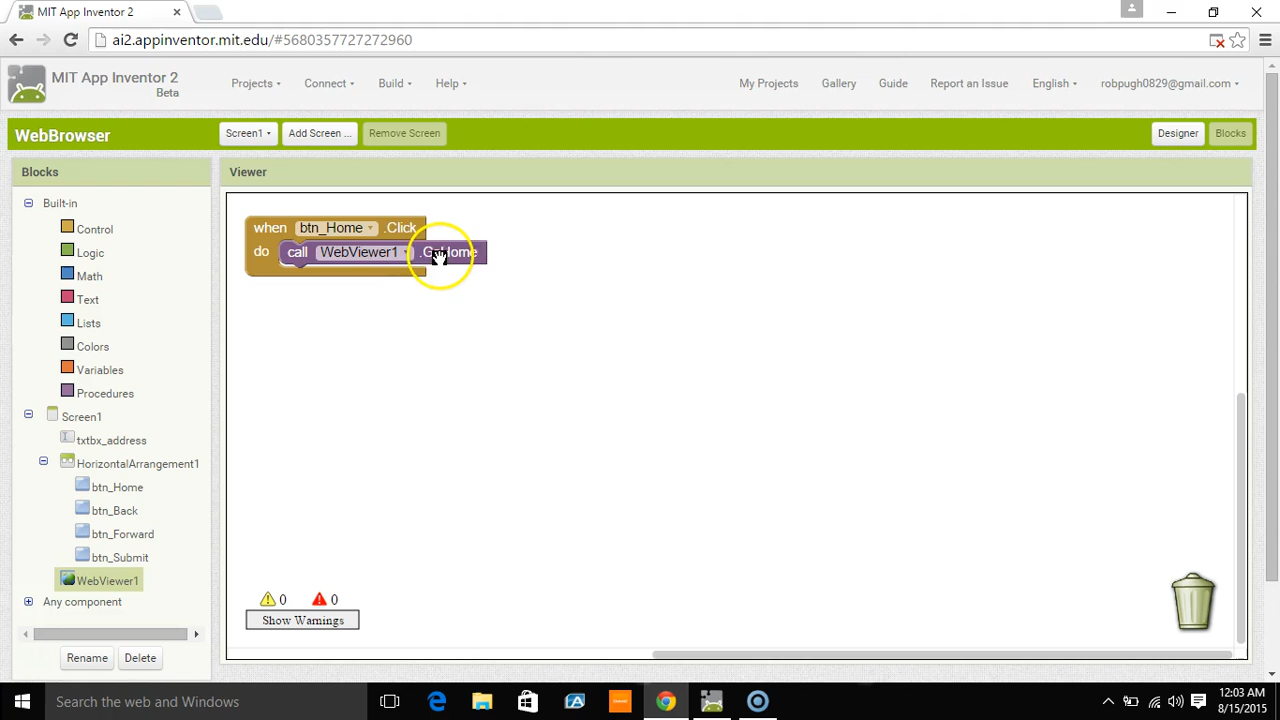 MIT App Inventor 2
ai2.appinventor.mit.edu/#5680357727272960
MIT App Inventor 2
Beta
Projects
Connect
Build
Help
My Projects
Gallery
Guide
Report an Issue
English
robpugh0829@gmail.com
WebBrowser
Screen1
Add Screen ...
Remove Screen
Designer
Blocks
Blocks
Viewer
Built-in
Control
Logic
Math
Text
Lists
Colors
Variables
Procedures
Screen1
txtbx_address
HorizontalArrangement1
btn_Home
btn_Back
btn_Forward
btn_Submit
WebViewer1
Any component
Rename
Delete
when btn_Home .Click
do call WebViewer1 .GoHome
0 0
Show Warnings
Search the web and Windows
12:03 AM
8/15/2015